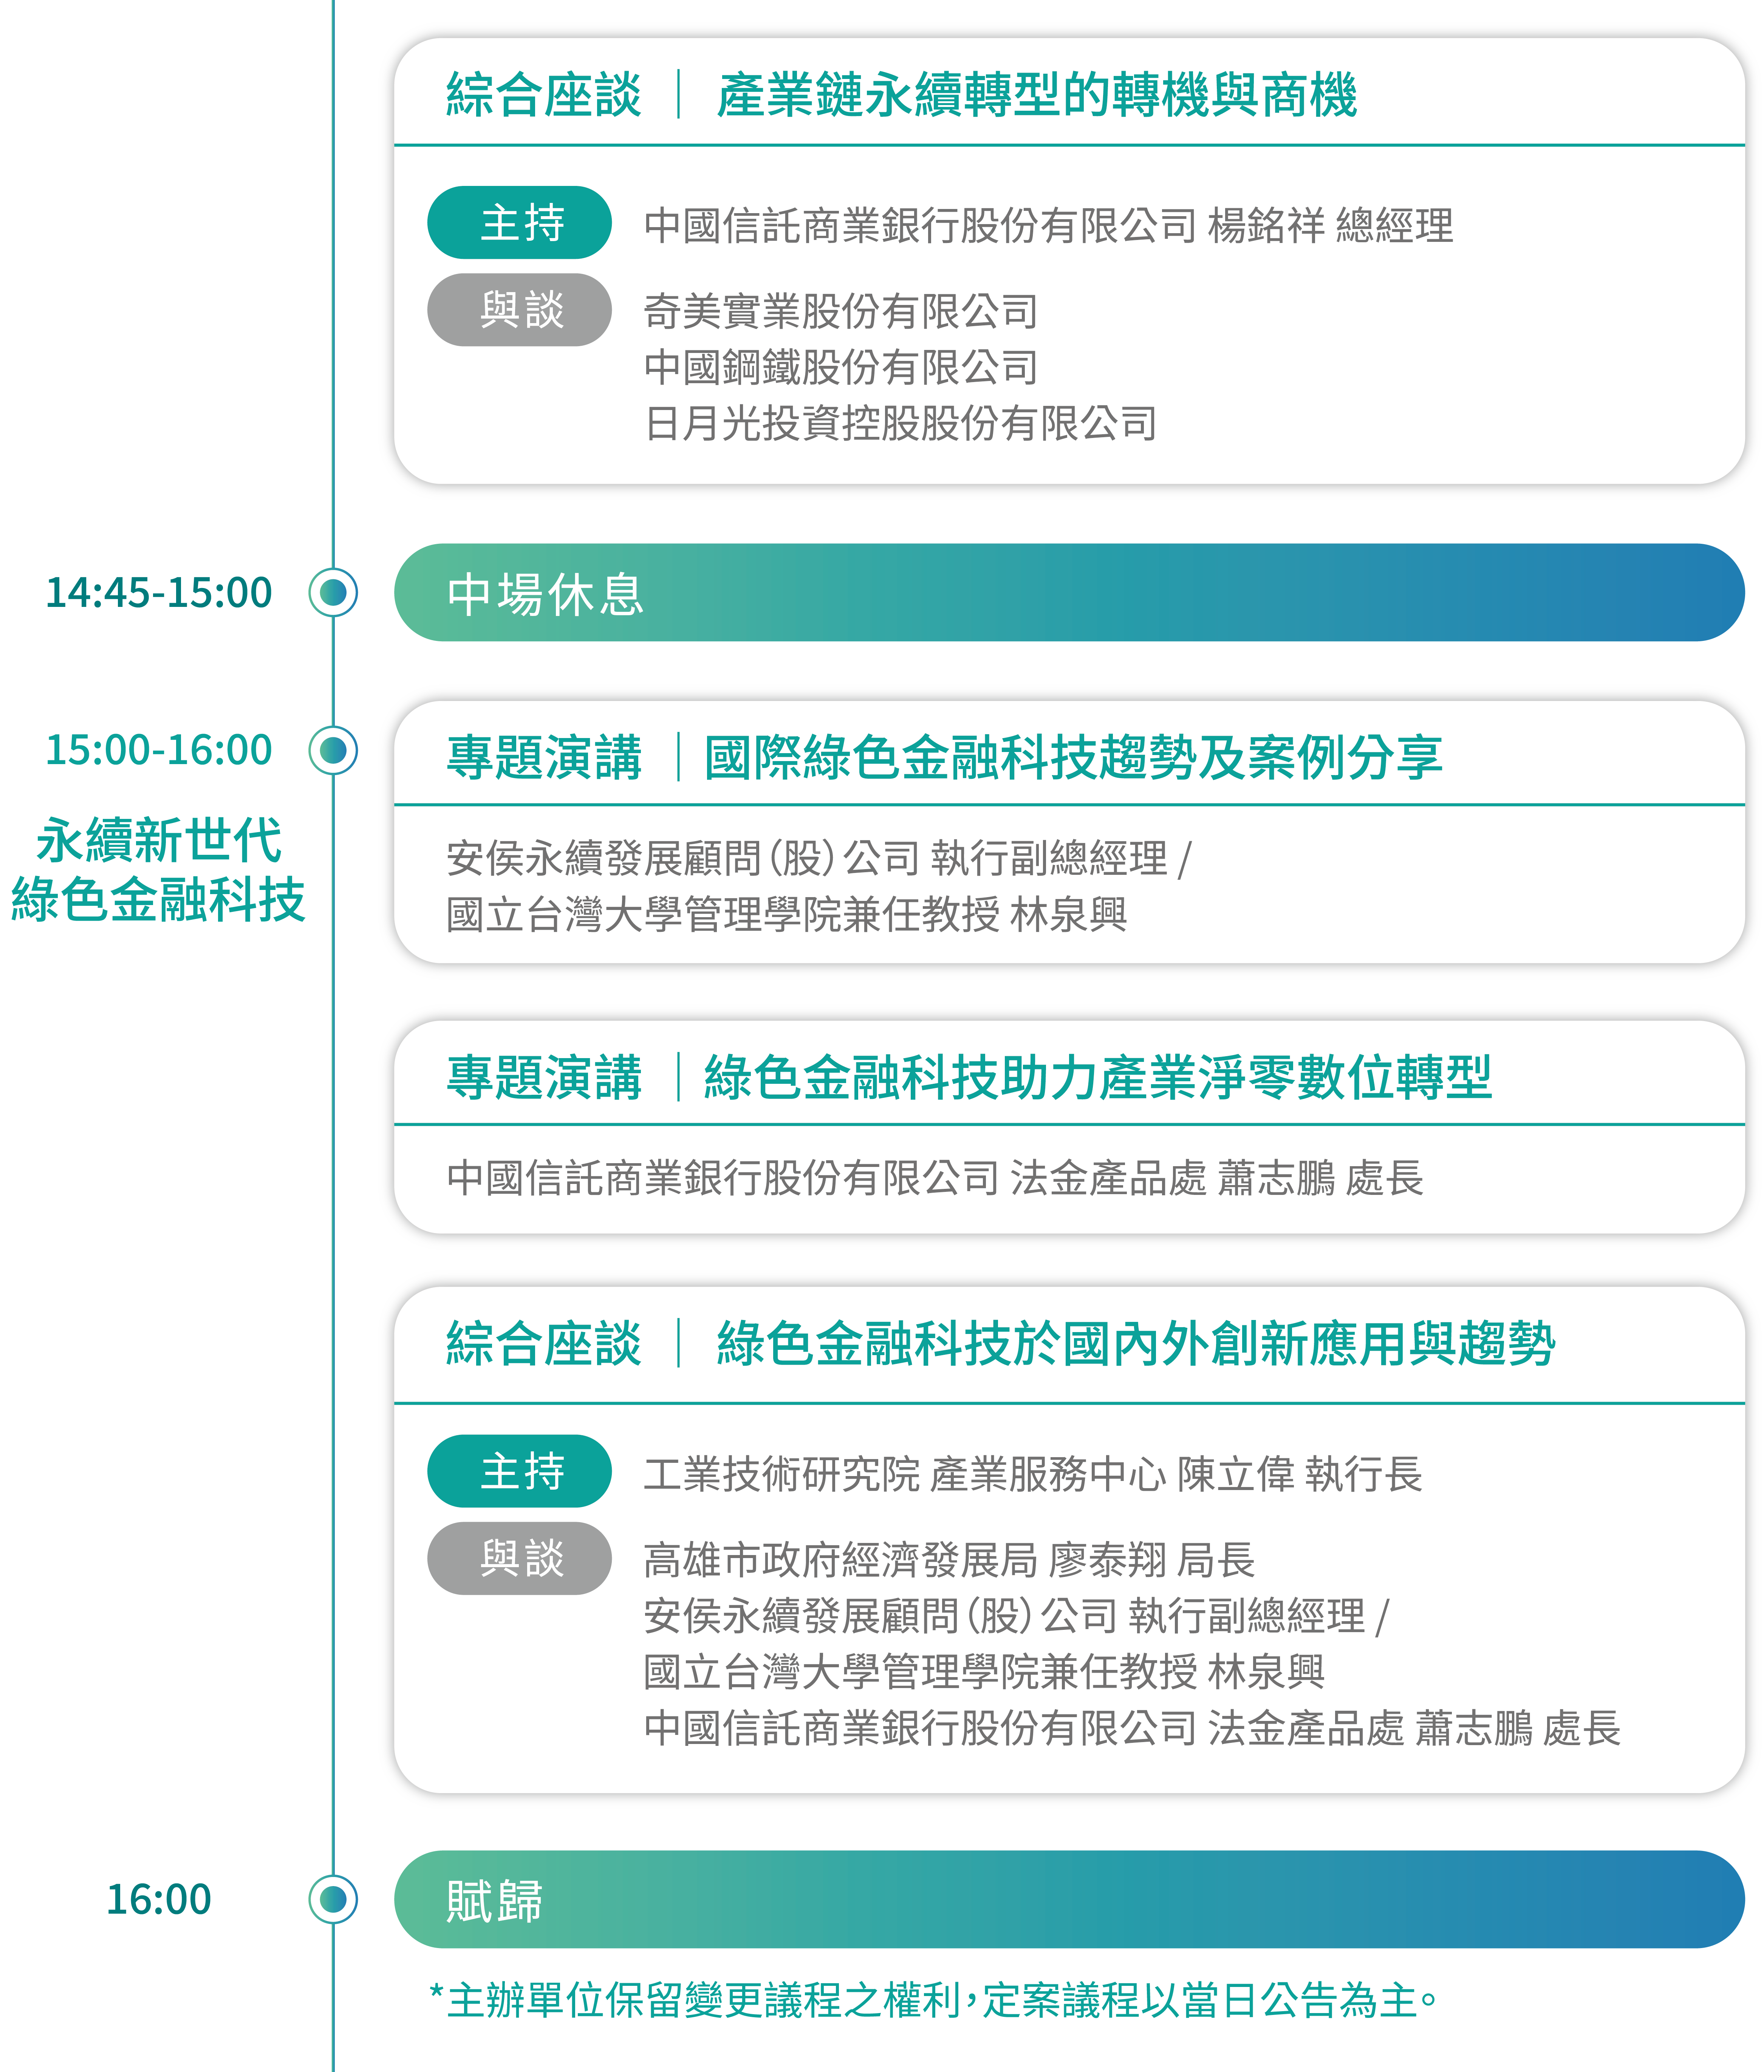 綜合座談｜ 產業鏈永續轉型的轉機與商機
主持 中國信託商業銀行股份有限公司 楊銘祥 總經理
與談 奇美實業股份有限公司
中國鋼鐵股份有限公司
日月光投資控股股份有限公司
14:45-15:00 中場休息
15:00-16:00
永續新世代
綠色金融科技
專題演講｜國際綠色金融科技趨勢及案例分享
安侯永續發展顧問（股）公司 執行副總經理 /
國立台灣大學管理學院兼任教授 林泉興
專題演講｜綠色金融科技助力產業淨零數位轉型
中國信託商業銀行股份有限公司 法金產品處 蕭志鵬 處長
綜合座談｜ 綠色金融科技於國內外創新應用與趨勢
主持 工業技術研究院 產業服務中心 陳立偉 執行長
與談 高雄市政府經濟發展局 廖泰翔 局長
安侯永續發展顧問（股）公司 執行副總經理 /
國立台灣大學管理學院兼任教授 林泉興
中國信託商業銀行股份有限公司 法金產品處 蕭志鵬 處長
16:00 賦歸
*主辦單位保留變更議程之權利，定案議程以當日公告為主。